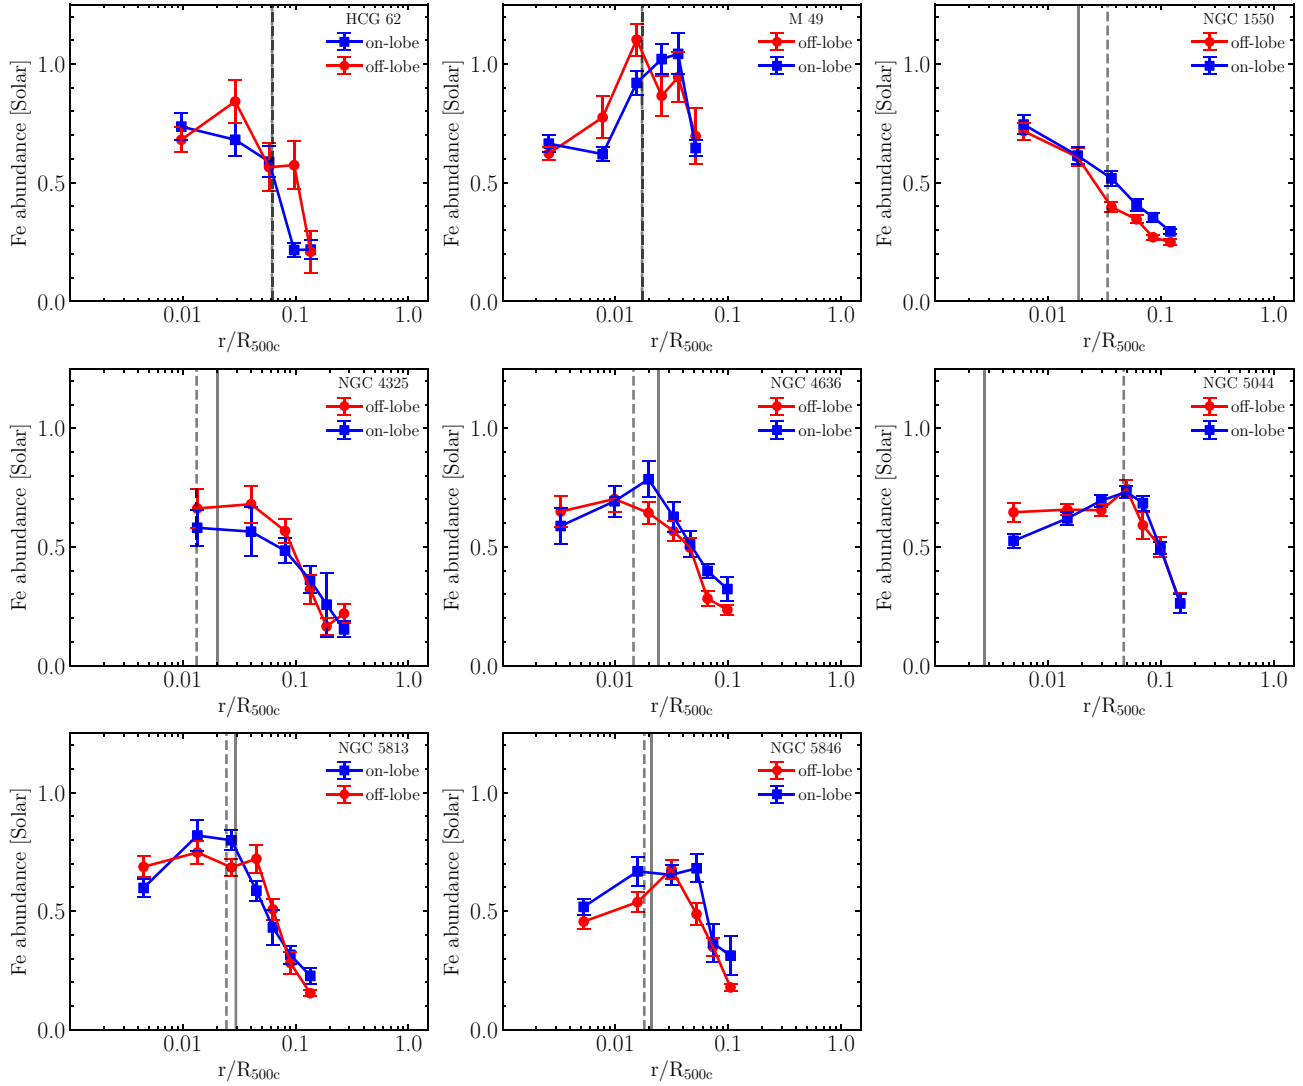 HCG 62
on-lobe
off-lobe
1.0
0.5
0.0
Fe abundance [Solar]
0.01 0.1 1.0
r/R500c
M 49
off-lobe
on-lobe
1.0
0.5
0.0
Fe abundance [Solar]
0.01 0.1 1.0
r/R500c
NGC 1550
off-lobe
on-lobe
1.0
0.5
0.0
Fe abundance [Solar]
0.01 0.1 1.0
r/R500c
NGC 4325
off-lobe
on-lobe
1.0
0.5
0.0
Fe abundance [Solar]
0.01 0.1 1.0
r/R500c
NGC 4636
off-lobe
on-lobe
1.0
0.5
0.0
Fe abundance [Solar]
0.01 0.1 1.0
r/R500c
NGC 5044
off-lobe
on-lobe
1.0
0.5
0.0
Fe abundance [Solar]
0.01 0.1 1.0
r/R500c
NGC 5813
on-lobe
off-lobe
1.0
0.5
0.0
Fe abundance [Solar]
0.01 0.1 1.0
r/R500c
NGC 5846
off-lobe
on-lobe
1.0
0.5
0.0
Fe abundance [Solar]
0.01 0.1 1.0
r/R500c